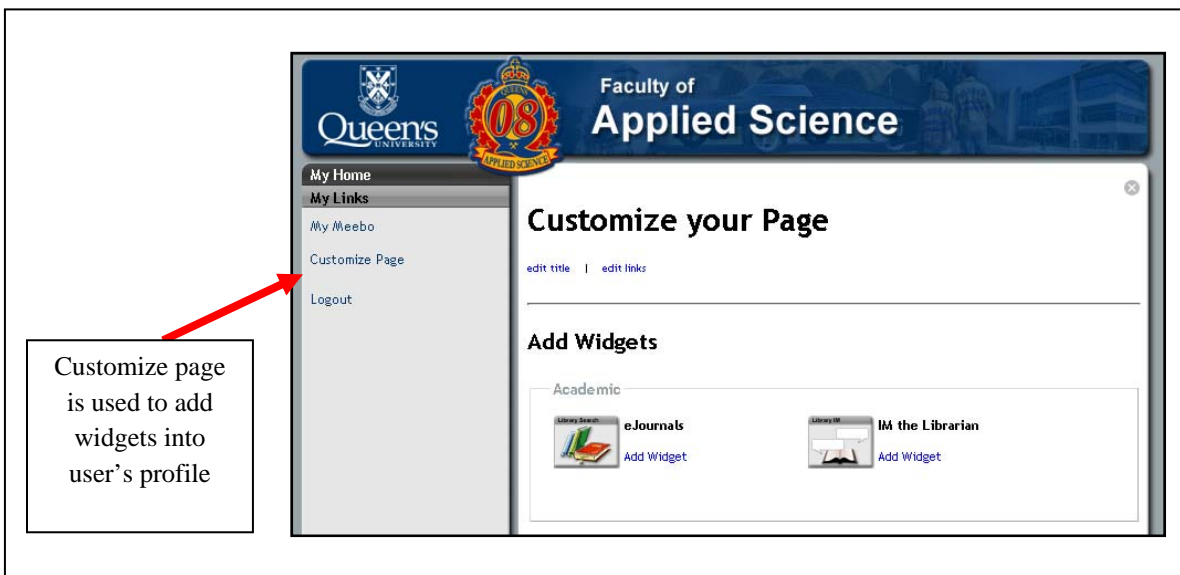 Queen's
UNIVERSITY
QUEENS
08
APPLIED SCIENCE
Faculty of
Applied Science
My Home
My Links
My Meebo
Customize Page
Logout
Customize your Page
edit title | edit links
Add Widgets
Academic
Library Search
eJournals
Add Widget
Library IM
IM the Librarian
Add Widget
Customize page
is used to add
widgets into
user’s profile